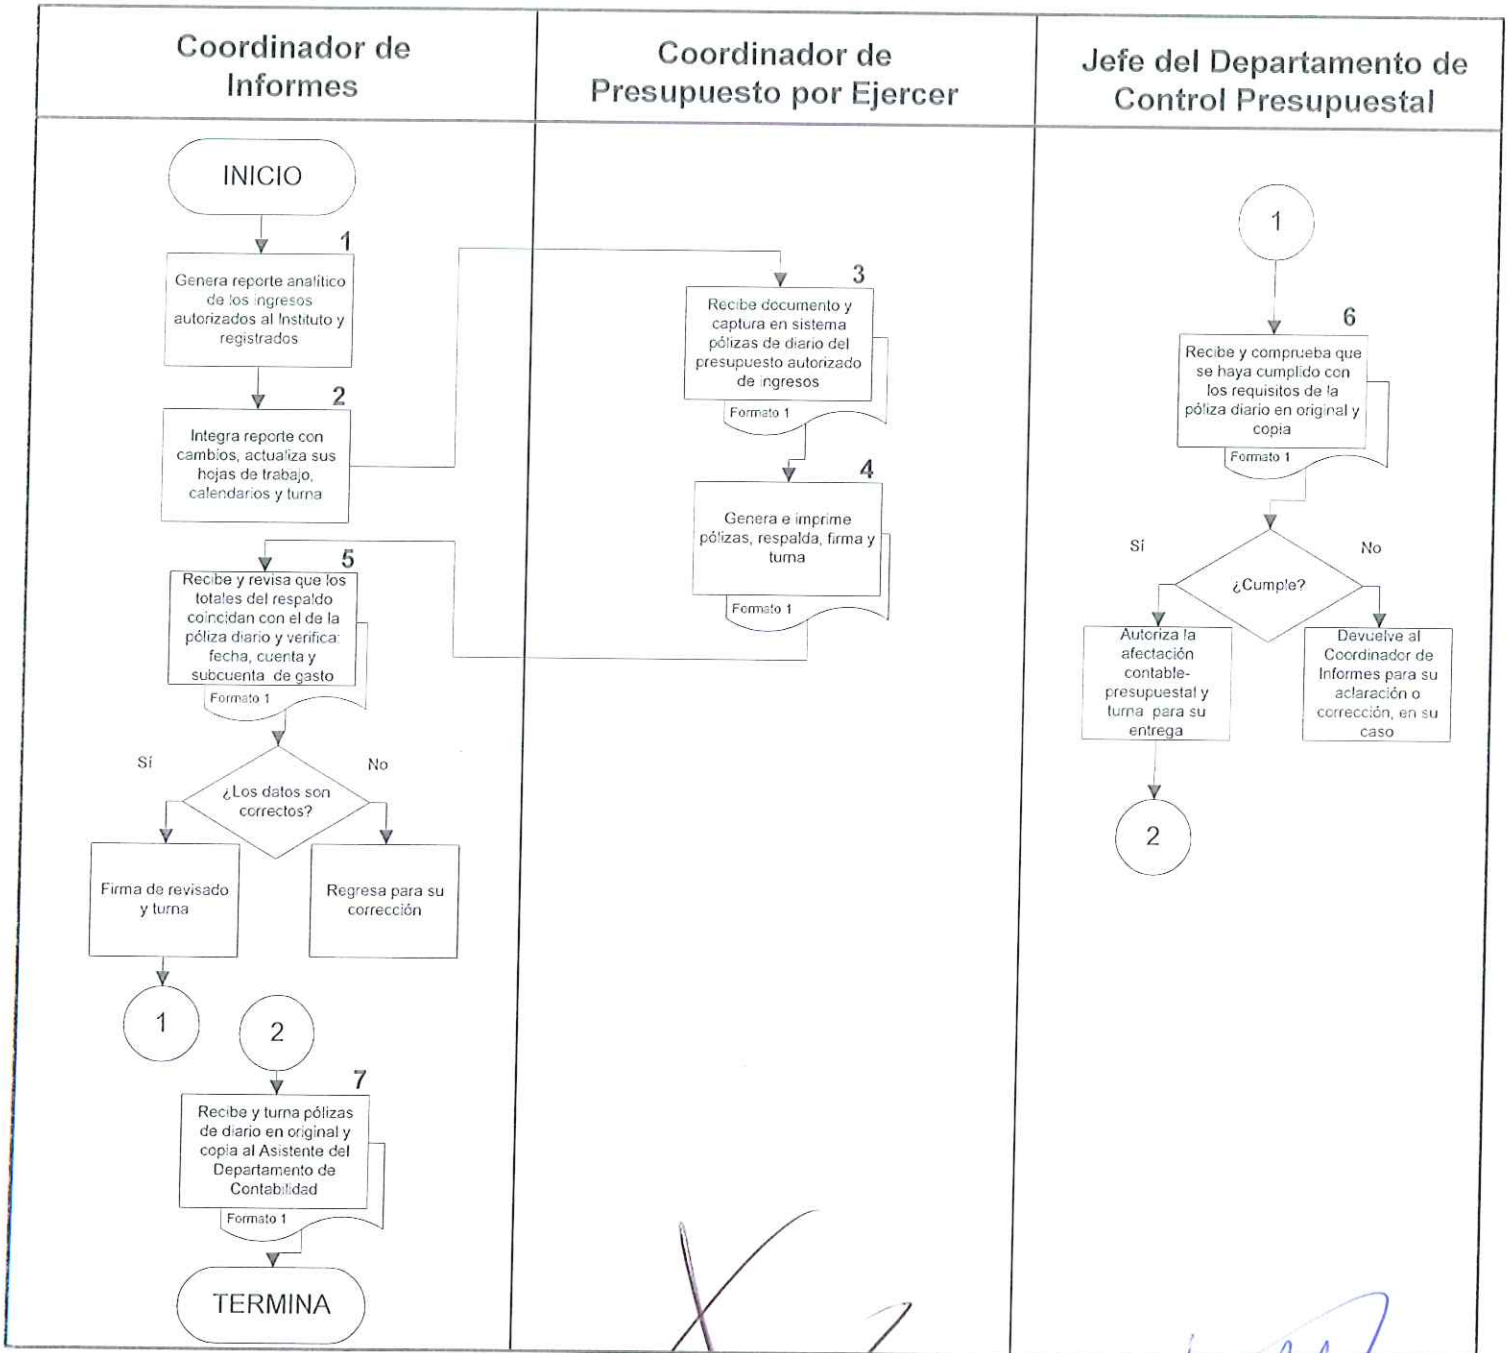 Coordinador de
Informes
Coordinador de
Presupuesto por Ejercer
Jefe del Departamento de
Control Presupuestal
INICIO
1
Genera reporte analítico
de los ingresos
autorizados al Instituto y
registrados
2
Integra reporte con
cambios, actualiza sus
hojas de trabajo,
calendarios y turna
5
Recibe y revisa que los
totales del respaldo
coincidan con el de la
póliza diario y verifica:
fecha, cuenta y
subcuenta de gasto
Formato 1
Sí
No
¿Los datos son
correctos?
Firma de revisado
y turna
Regresa para su
corrección
1
2
7
Recibe y turna pólizas
de diario en original y
copia al Asistente del
Departamento de
Contabilidad
Formato 1
TERMINA
3
Recibe documento y
captura en sistema
pólizas de diario del
presupuesto autorizado
de ingresos
Formato 1
4
Genera e imprime
pólizas, respalda, firma y
turna
Formato 1
1
6
Recibe y comprueba que
se haya cumplido con
los requisitos de la
póliza diario en original y
copia
Formato 1
Sí
No
¿Cumple?
Autoriza la
afectación
contable-
presupuestal y
turna para su
entrega
Devuelve al
Coordinador de
Informes para su
aclaración o
corrección, en su
caso
2